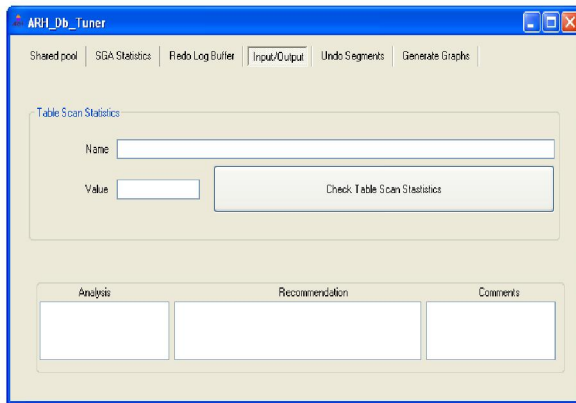 ARH_Db_Tuner
Shared pool SGA Statistics Redo Log Buffer Input/Output Undo Segments Generate Graphs
Table Scan Statistics
Name
Value Check Table Scan Stastistics
Analysis Recommendation Comments